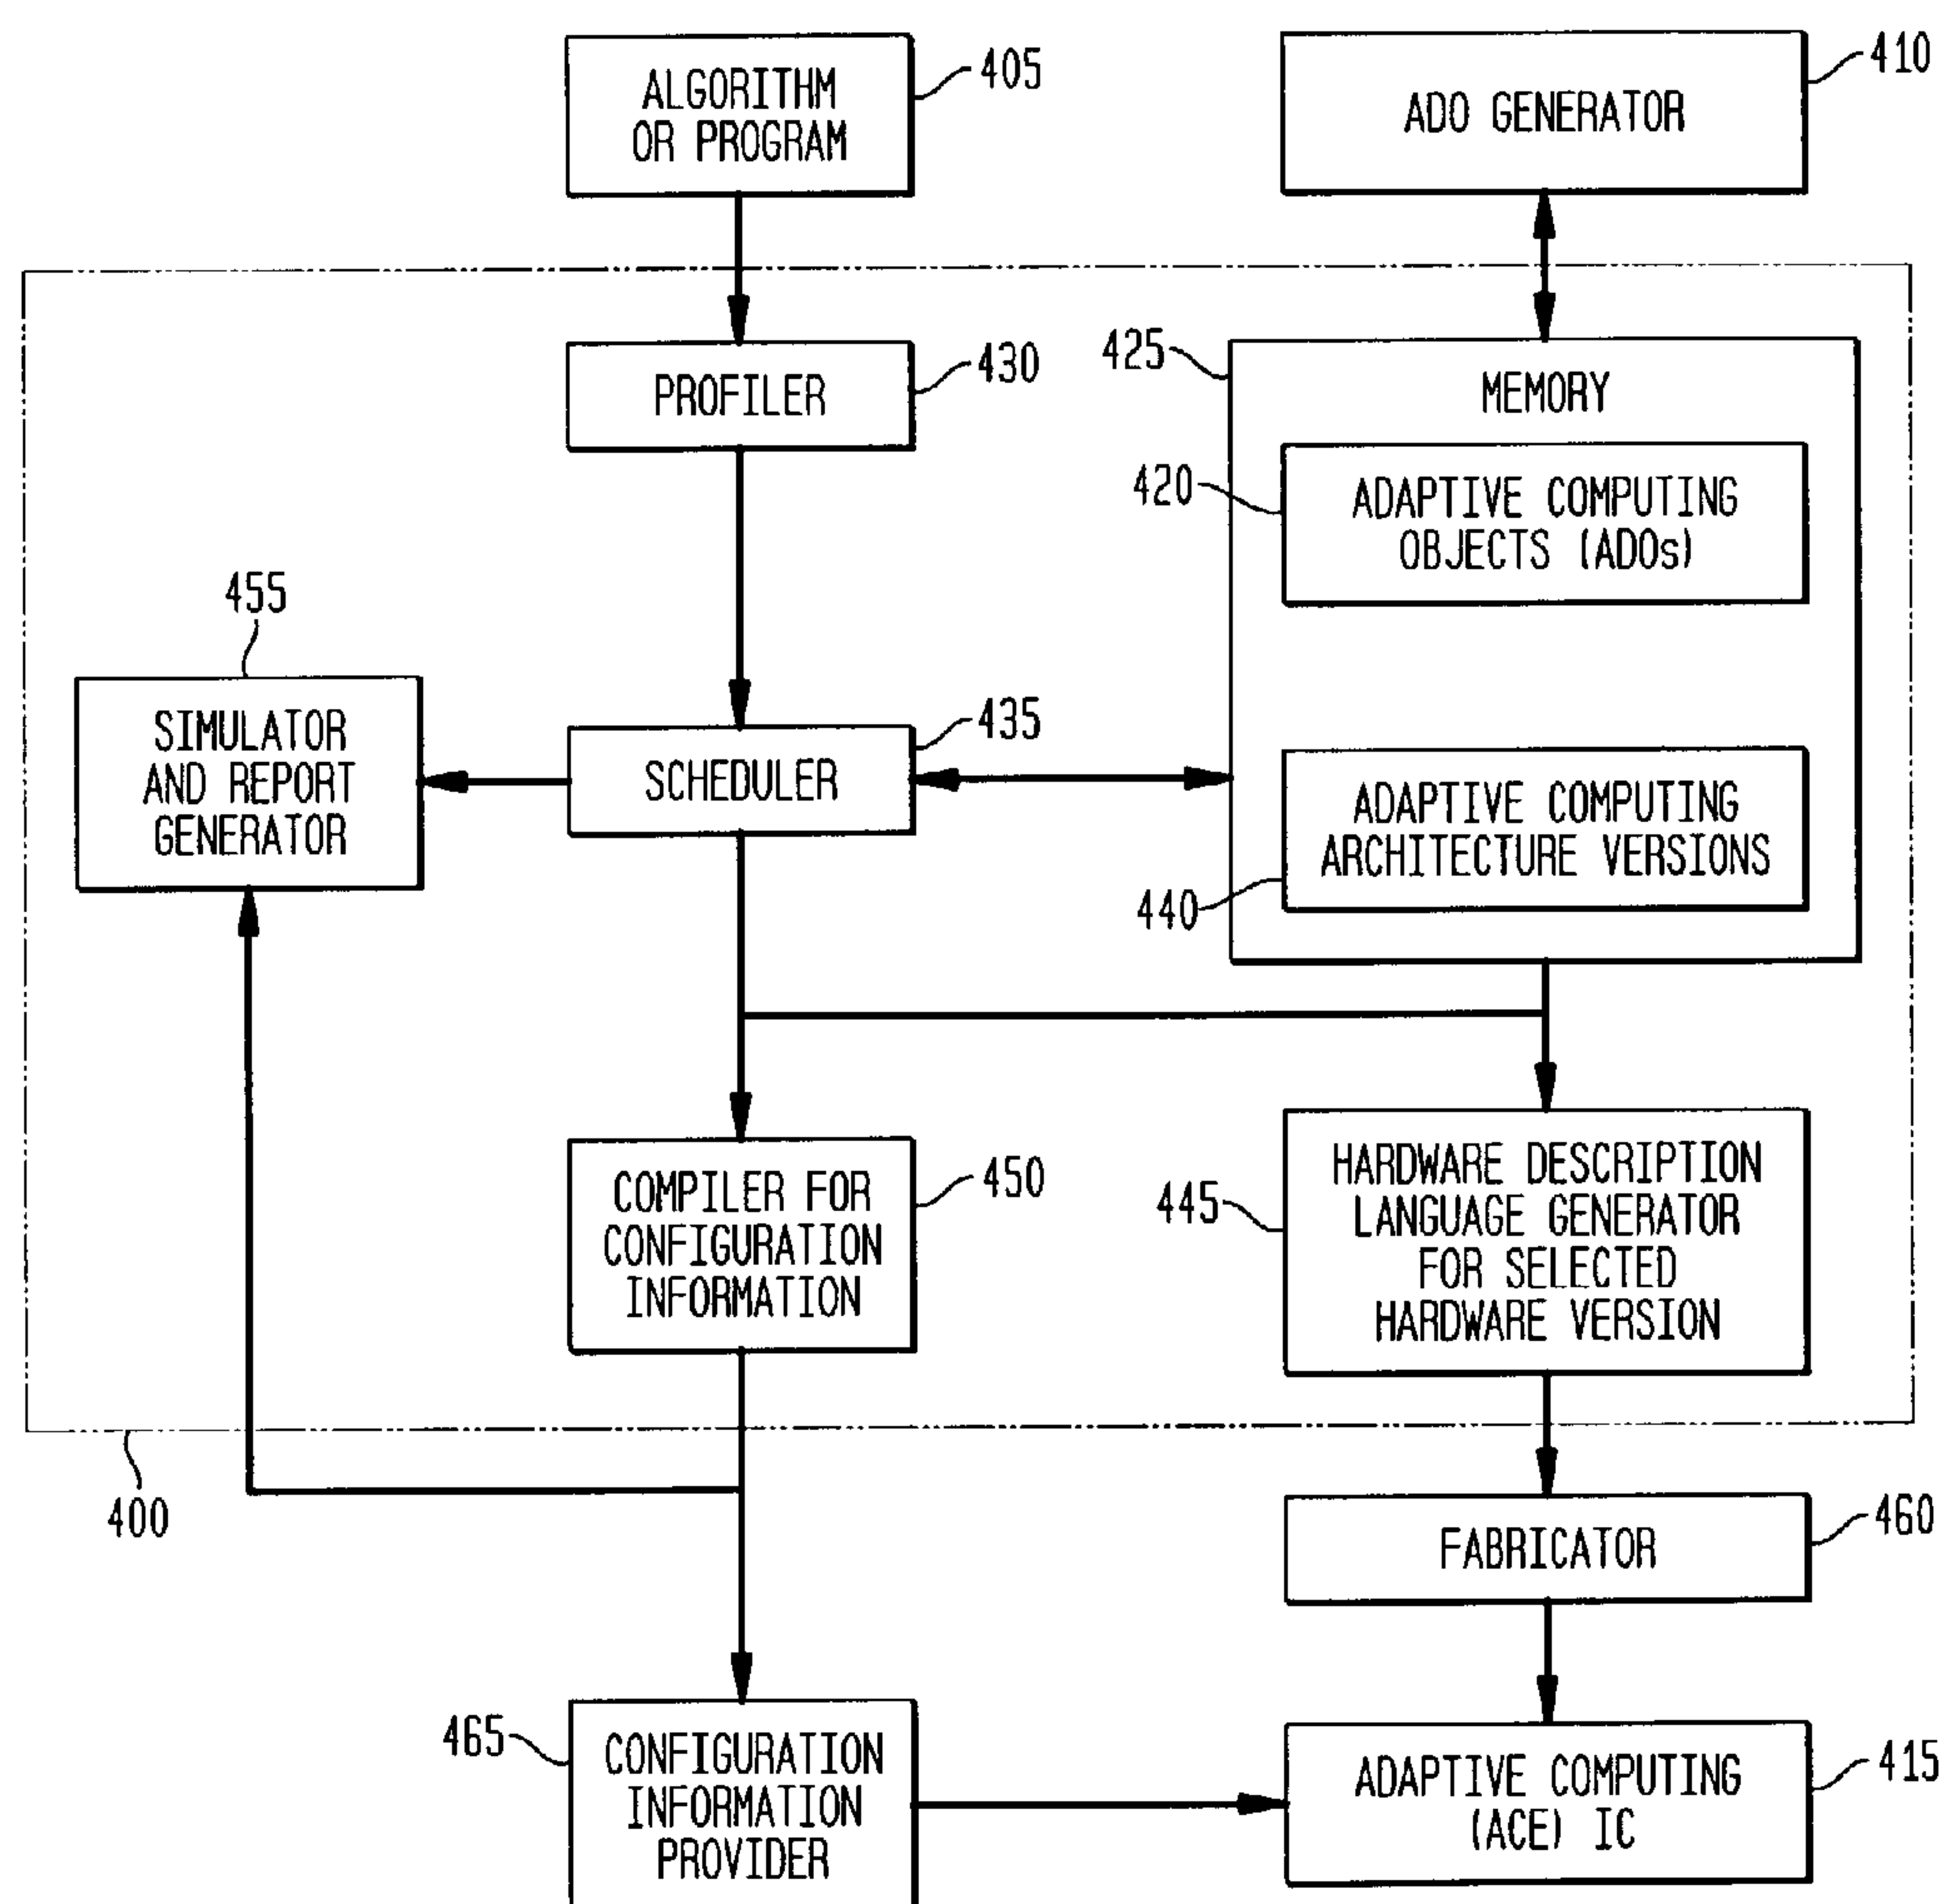 ALGORITHM
OR PROGRAM
405
ADO GENERATOR
410
PROFILER
430
425
MEMORY
420
ADAPTIVE COMPUTING
OBJECTS (ADOs)
455
SIMULATOR
AND REPORT
GENERATOR
SCHEDULER
435
ADAPTIVE COMPUTING
ARCHITECTURE VERSIONS
440
COMPILER FOR
CONFIGURATION
INFORMATION
450
445
HARDWARE DESCRIPTION
LANGUAGE GENERATOR
FOR SELECTED
HARDWARE VERSION
400
FABRICATOR
460
465
CONFIGURATION
INFORMATION
PROVIDER
ADAPTIVE COMPUTING
(ACE) IC
415